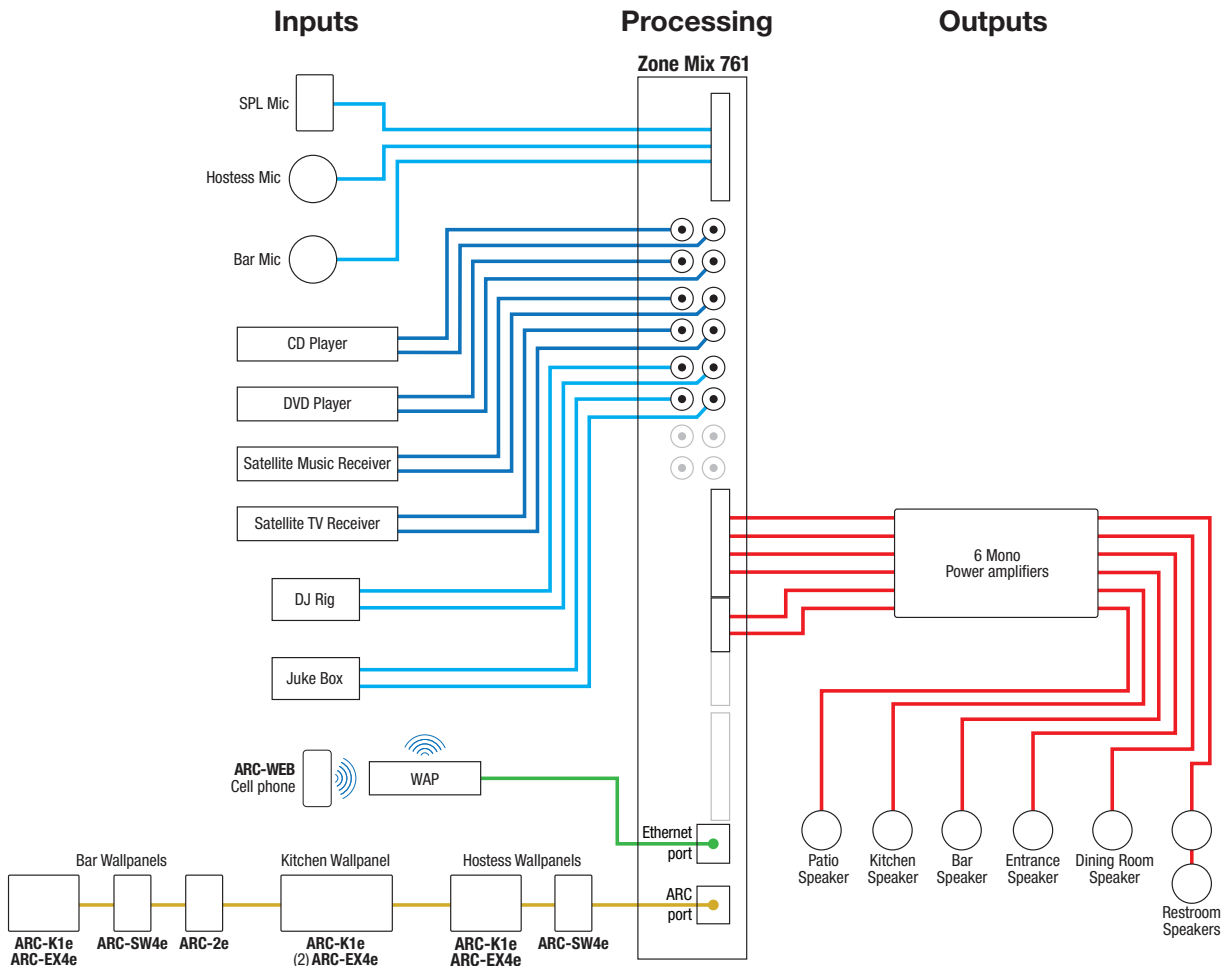 Inputs
Processing
Outputs
Zone Mix 761
SPL Mic
Hostess Mic
Bar Mic
CD Player
DVD Player
Satellite Music Receiver
Satellite TV Receiver
DJ Rig
Juke Box
6 Mono
Power amplifiers
ARC-WEB
Cell phone
WAP
Ethernet
port
ARC
port
Patio
Speaker
Kitchen
Speaker
Bar
Speaker
Entrance
Speaker
Dining Room
Speaker
Restroom
Speakers
Bar Wallpanels
Kitchen Wallpanel
Hostess Wallpanels
ARC-K1e
ARC-EX4e
ARC-SW4e
ARC-2e
ARC-K1e
(2) ARC-EX4e
ARC-K1e
ARC-EX4e
ARC-SW4e